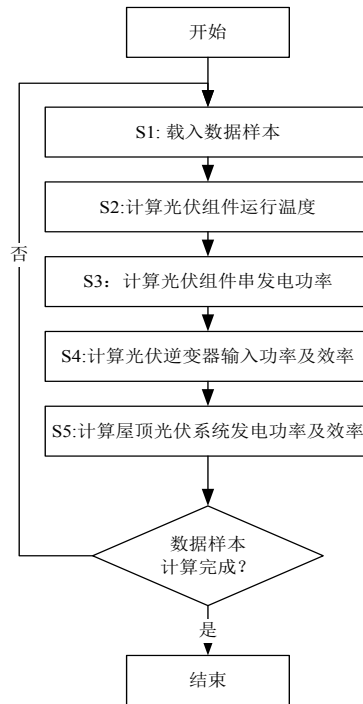 开始
S1: 载入数据样本
S2:计算光伏组件运行温度
否
S3：计算光伏组件串发电功率
S4:计算光伏逆变器输入功率及效率
S5:计算屋顶光伏系统发电功率及效率
数据样本
计算完成？
是
结束